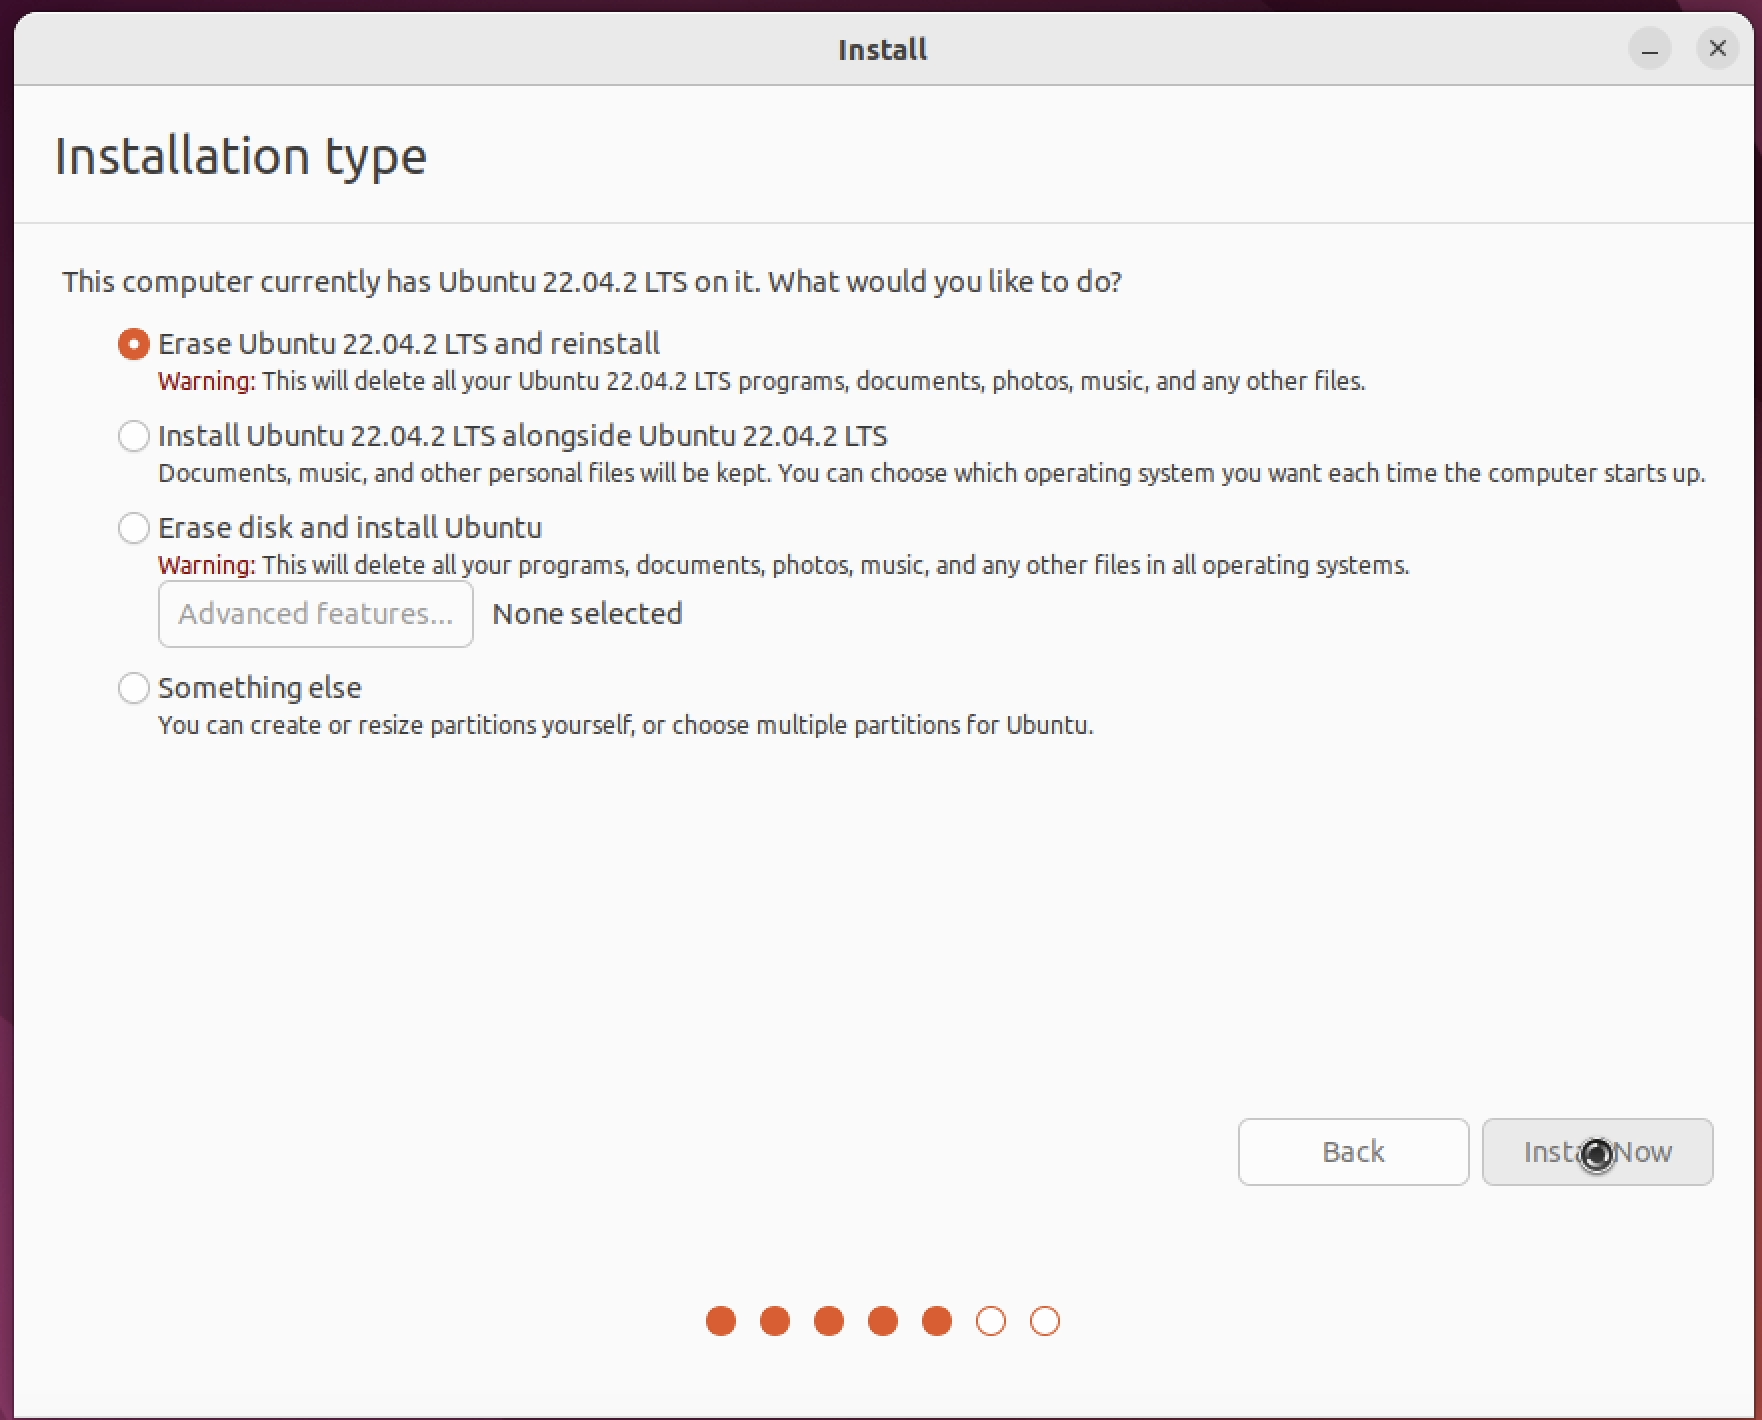 Install
Installation type
This computer currently has Ubuntu 22.04.2 LTS on it. What would you like to do?
Erase Ubuntu 22.04.2 LTS and reinstall
Warning: This will delete all your Ubuntu 22.04.2 LTS programs, documents, photos, music, and any other files.
Install Ubuntu 22.04.2 LTS alongside Ubuntu 22.04.2 LTS
Documents, music, and other personal files will be kept. You can choose which operating system you want each time the computer starts up.
Erase disk and install Ubuntu
Warning: This will delete all your programs, documents, photos, music, and any other files in all operating systems.
Advanced features... None selected
Something else
You can create or resize partitions yourself, or choose multiple partitions for Ubuntu.
Back Install Now